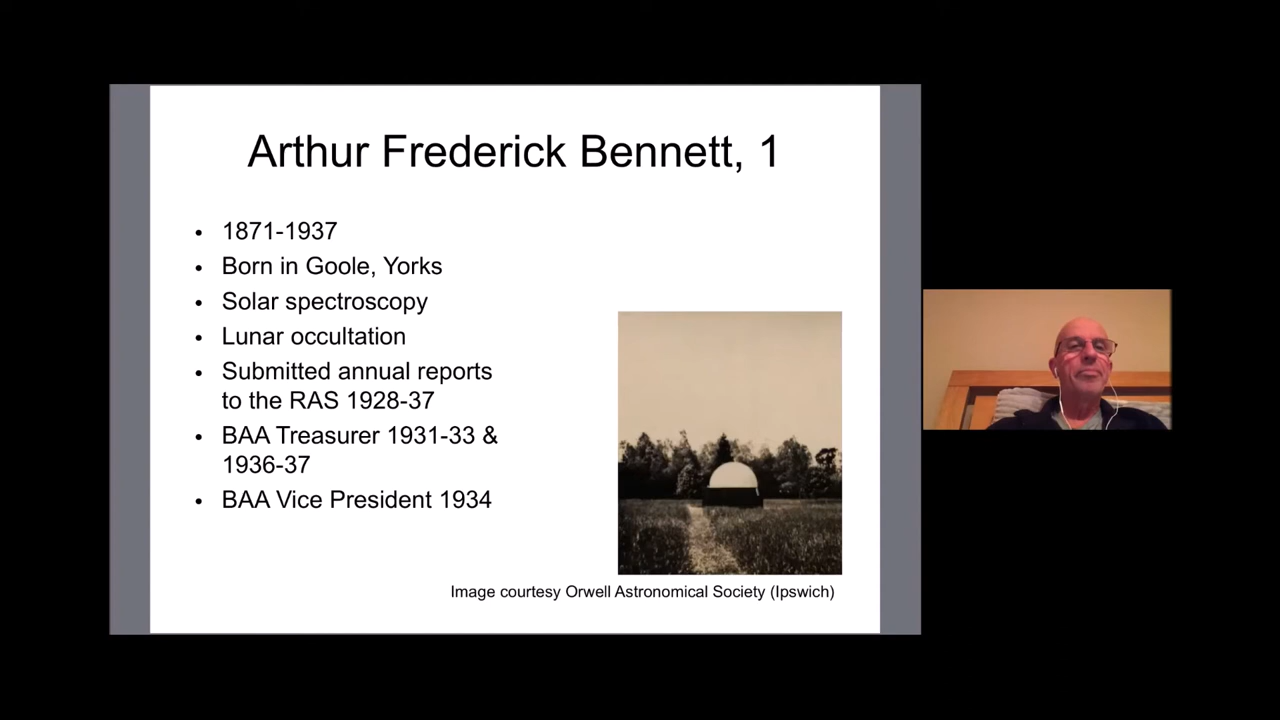 Arthur Frederick Bennett, 1
• 1871-1937
• Born in Goole, Yorks
• Solar spectroscopy
• Lunar occultation
• Submitted annual reports
to the RAS 1928-37
• BAA Treasurer 1931-33 &
1936-37
• BAA Vice President 1934
Image courtesy Orwell Astronomical Society (Ipswich)